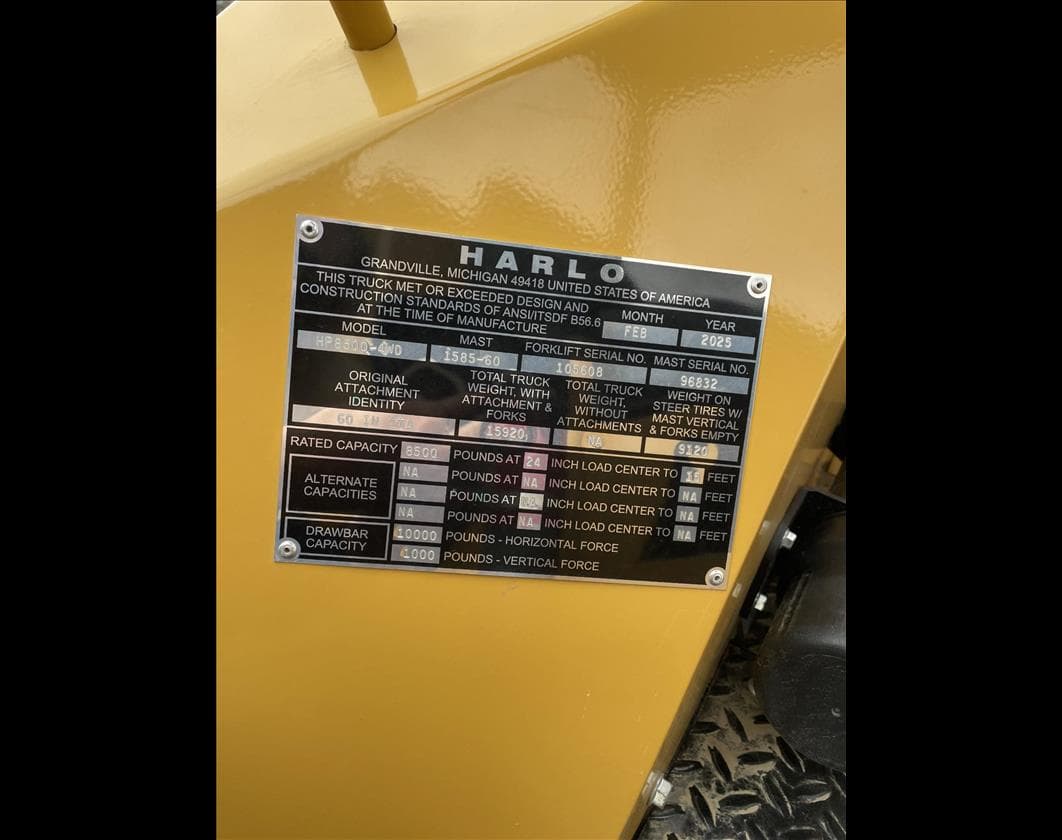 HARLO
GRANDVILLE, MICHIGAN 49418 UNITED STATES OF AMERICA
THIS TRUCK MET OR EXCEEDED DESIGN AND
CONSTRUCTION STANDARDS OF ANSI/ITSDF B56.6
AT THE TIME OF MANUFACTURE
MONTH YEAR
FEB 2025
MODEL MAST FORKLIFT SERIAL NO. MAST SERIAL NO.
HP8500-4WD 1585-60 105608 96832
ORIGINAL ATTACHMENT IDENTITY
TOTAL TRUCK WEIGHT, WITH ATTACHMENT & FORKS
TOTAL TRUCK WEIGHT, WITHOUT ATTACHMENTS
WEIGHT ON STEER TIRES W/ MAST VERTICAL & FORKS EMPTY
60 IN 15920 NA 9120
RATED CAPACITY 8500 POUNDS AT 24 INCH LOAD CENTER TO FEET
ALTERNATE CAPACITIES
NA POUNDS AT NA INCH LOAD CENTER TO NA FEET
NA POUNDS AT NA INCH LOAD CENTER TO NA FEET
NA POUNDS AT NA INCH LOAD CENTER TO NA FEET
DRAWBAR CAPACITY
10000 POUNDS - HORIZONTAL FORCE
1000 POUNDS - VERTICAL FORCE